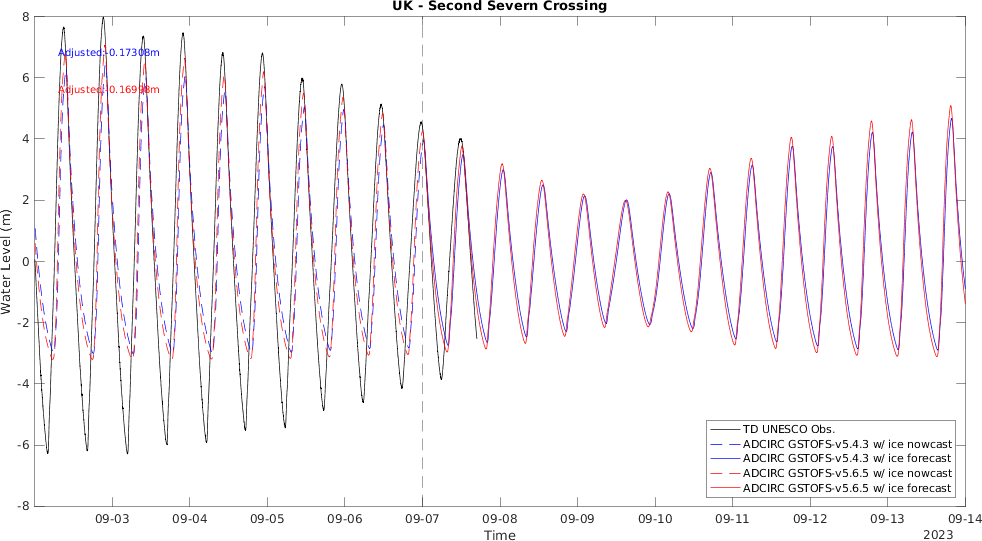 UK - Second Severn Crossing
8
6
4
2
0
-2
-4
-6
-8
Water Level (m)
Adjusted:-0.17308m
Adjusted:-0.16998m
TD UNESCO Obs.
ADCIRC GSTOFS-v5.4.3 w/ ice nowcast
ADCIRC GSTOFS-v5.4.3 w/ ice forecast
ADCIRC GSTOFS-v5.6.5 w/ ice nowcast
ADCIRC GSTOFS-v5.6.5 w/ ice forecast
09-03 09-04 09-05 09-06 09-07 09-08 09-09 09-10 09-11 09-12 09-13 09-14
Time
2023